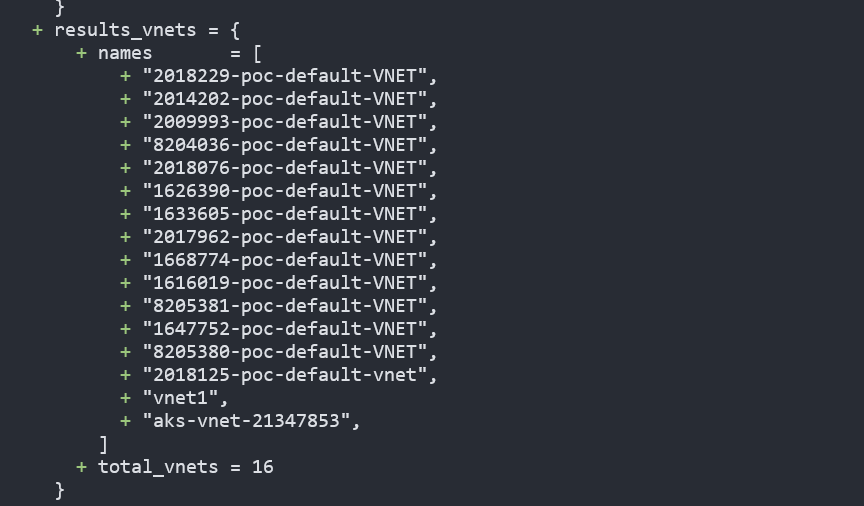 }
+ results_vnets = {
+ names = [
+ "2018229-poc-default-VNET",
+ "2014202-poc-default-VNET",
+ "2009993-poc-default-VNET",
+ "8204036-poc-default-VNET",
+ "2018076-poc-default-VNET",
+ "1626390-poc-default-VNET",
+ "1633605-poc-default-VNET",
+ "2017962-poc-default-VNET",
+ "1668774-poc-default-VNET",
+ "1616019-poc-default-VNET",
+ "8205381-poc-default-VNET",
+ "1647752-poc-default-VNET",
+ "8205380-poc-default-VNET",
+ "2018125-poc-default-vnet",
+ "vnet1",
+ "aks-vnet-21347853",
]
+ total_vnets = 16
}